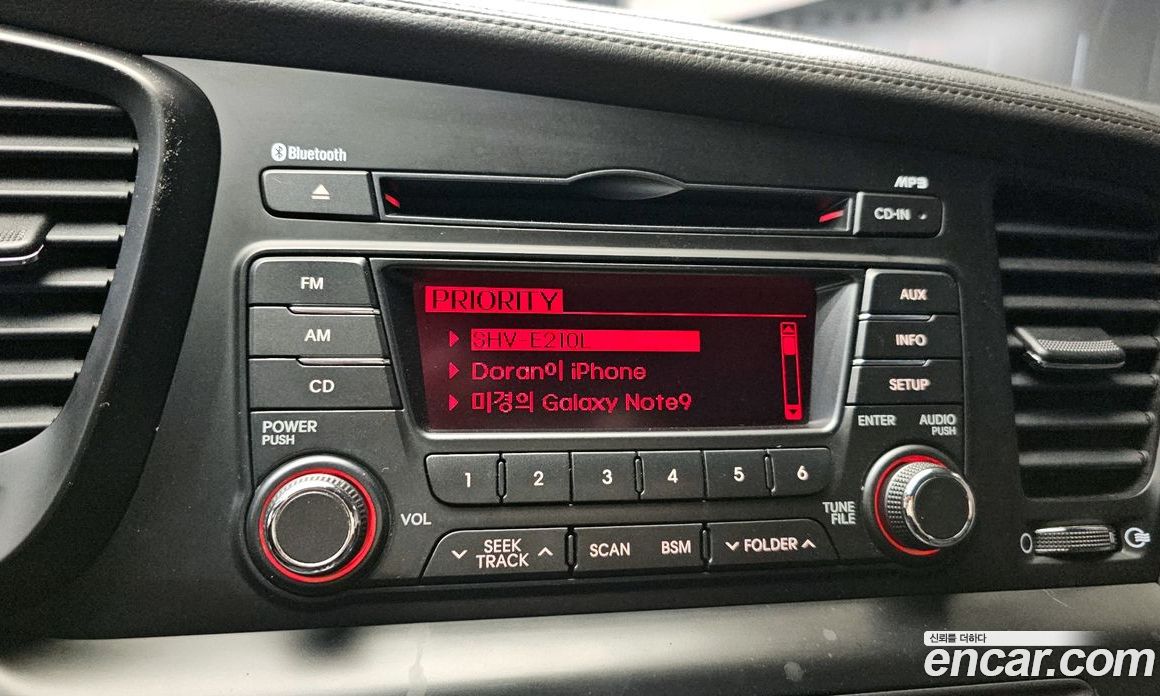 Bluetooth
MP3
CD-IN
FM
AM
CD
PRIORITY
SHV-E210L
Doran이 iPhone
미경의 Galaxy Note9
AUX
INFO
SETUP
POWER
PUSH
ENTER
AUDIO
PUSH
1 2 3 4 5 6
VOL
TUNE
FILE
SEEK
TRACK
SCAN
BSM
FOLDER
신뢰를 더하다
encar.com